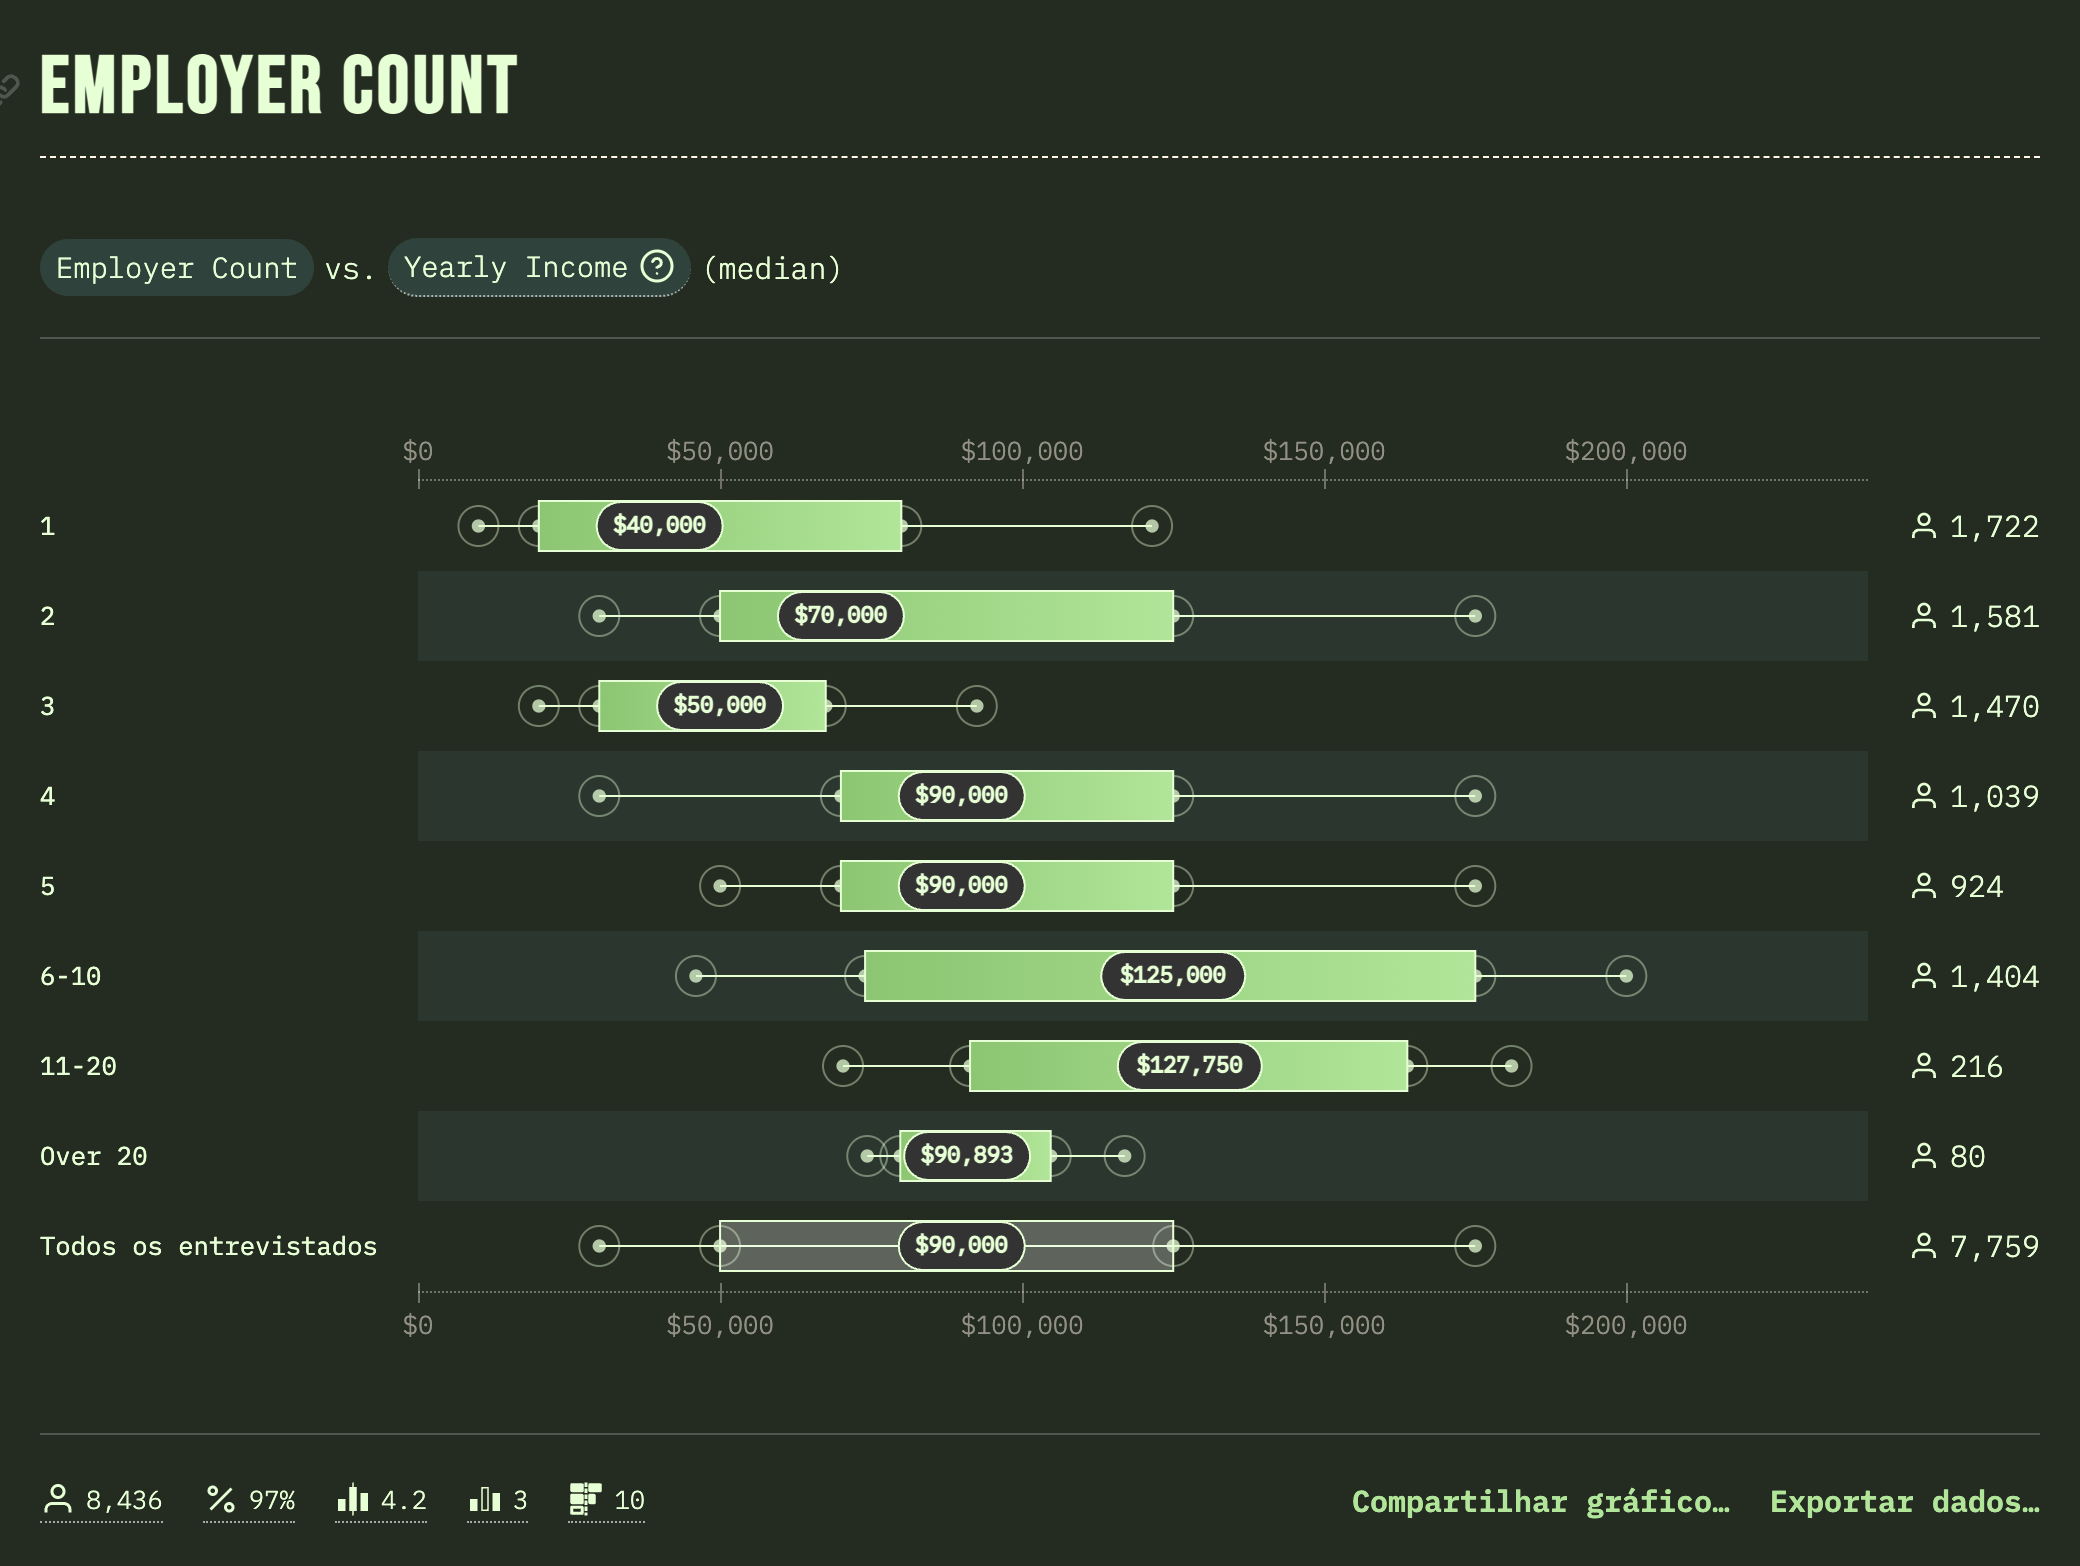 EMPLOYER COUNT
Employer Count vs. Yearly Income ? (median)
$0 $50,000 $100,000 $150,000 $200,000
1 $40,000 1,722
2 $70,000 1,581
3 $50,000 1,470
4 $90,000 1,039
5 $90,000 924
6-10 $125,000 1,404
11-20 $127,750 216
Over 20 $90,893 80
Todos os entrevistados $90,000 7,759
$0 $50,000 $100,000 $150,000 $200,000
8,436 97% 4.2 3 10 Compartilhar gráfico… Exportar dados…